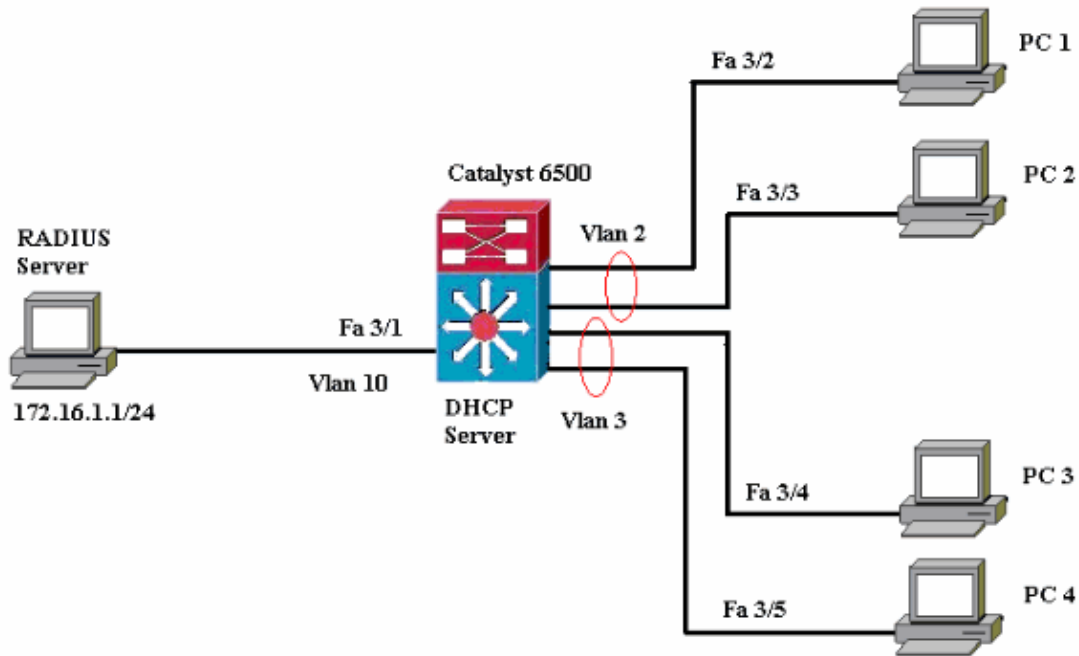 PC 1
Fa 3/2
PC 2
Fa 3/3
Catalyst 6500
Vlan 2
RADIUS
Server
Fa 3/1
Vlan 10
172.16.1.1/24
DHCP
Server
Vlan 3
PC 3
Fa 3/4
PC 4
Fa 3/5